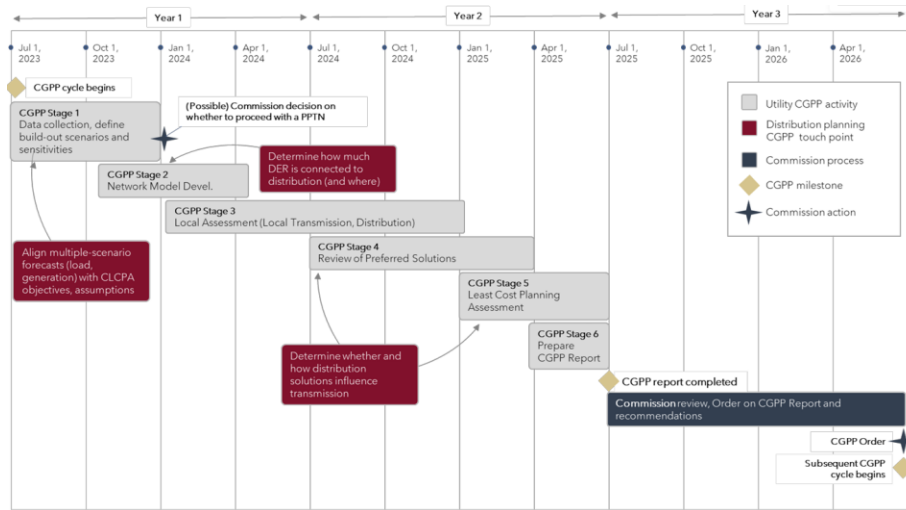 Year 1
Year 2
Year 3
Jul 1,
2023
Oct 1,
2023
Jan 1,
2024
Apr 1,
2024
Jul 1,
2024
Oct 1,
2024
Jan 1,
2025
Apr 1,
2025
Jul 1,
2025
Oct 1,
2025
Jan 1,
2026
Apr 1,
2026
CGPP cycle begins
CGPP Stage 1
Data collection, define
build-out scenarios and
sensitivities
(Possible) Commission decision on
whether to proceed with a PPTN
CGPP Stage 2
Network Model Devel.
Determine how much
DER is connected to
distribution (and where)
CGPP Stage 3
Local Assessment (Local Transmission, Distribution)
Align multiple-scenario
forecasts (load,
generation) with CLCPA
objectives, assumptions
CGPP Stage 4
Review of Preferred Solutions
CGPP Stage 5
Least Cost Planning
Assessment
CGPP Stage 6
Prepare
CGPP Report
Determine whether and
how distribution
solutions influence
transmission
CGPP report completed
Commission review, Order on CGPP Report and
recommendations
CGPP Order
Subsequent CGPP
cycle begins
Utility CGPP activity
Distribution planning
CGPP touch point
Commission process
CGPP milestone
Commission action